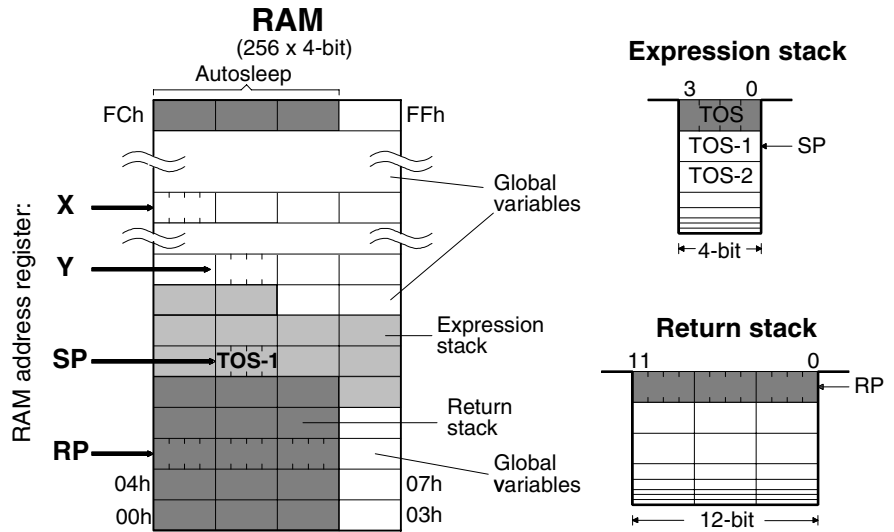 RAM
(256 x 4-bit)
Autosleep
FCh
FFh
Global
variables
X
Y
RAM address register:
SP
TOS-1
Expression
stack
Return
stack
RP
Global
variables
04h
07h
00h
03h
Expression stack
3
0
TOS
TOS-1
SP
TOS-2
4-bit
Return stack
11
0
RP
12-bit